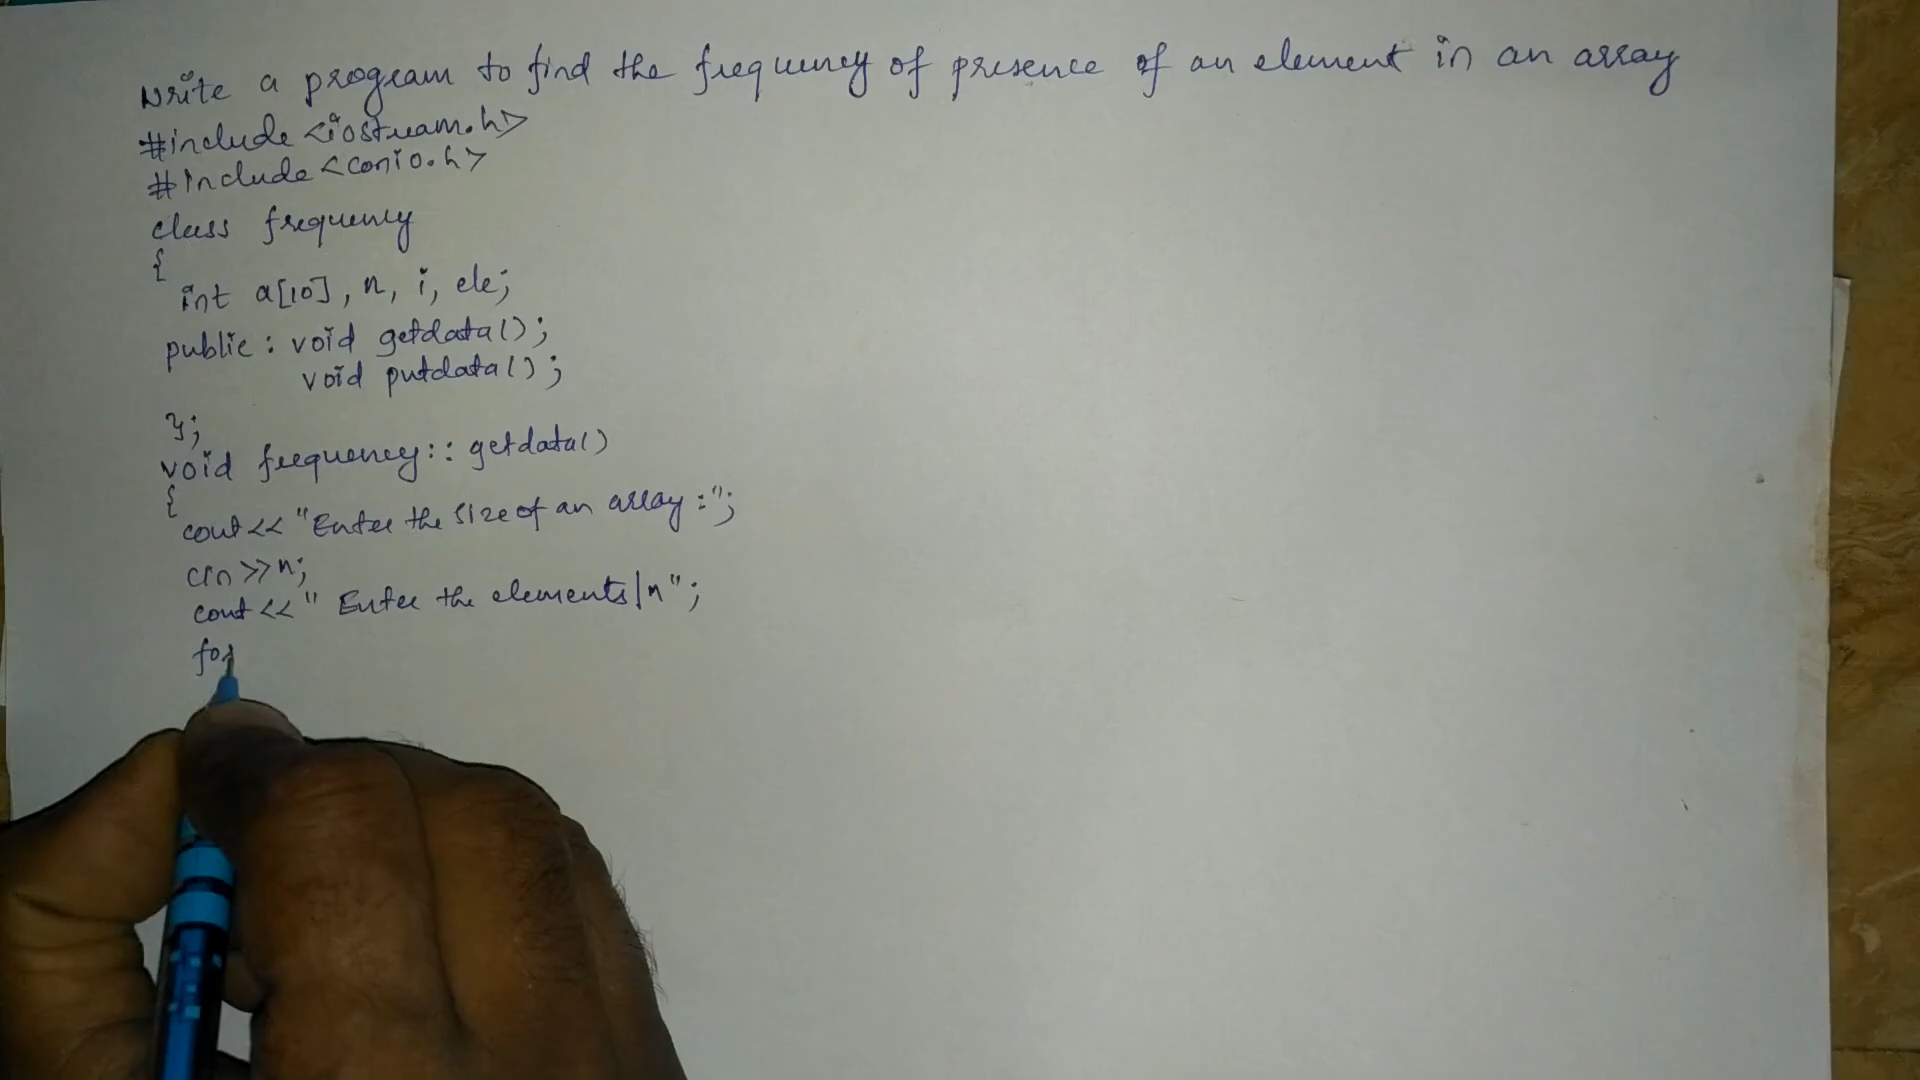 Write a program to find the frequency of presence of an element in an array
#include <iostream.h>
#include <conio.h>
class frequency
{
int a[10], n, i, ele;
public: void getdata();
void putdata();
};
void frequency:: getdata()
{
cout<< "Enter the size of an array :";
cin >>n;
cout<<" Enter the elements\n";
for